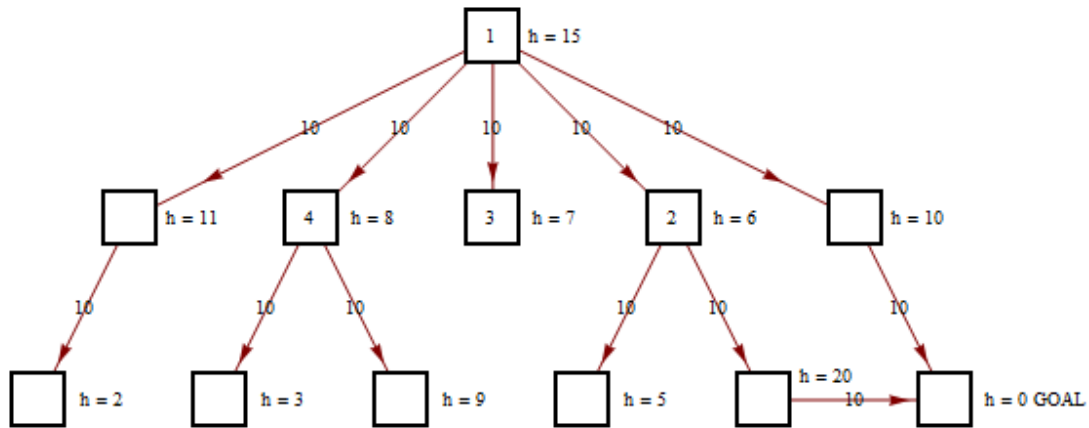 1 h = 15
10 10 10 10 10
h = 11 4 h = 8 3 h = 7 2 h = 6 h = 10
10 10 10 10 10 10
h = 20
h = 2 h = 3 h = 9 h = 5 10 h = 0 GOAL